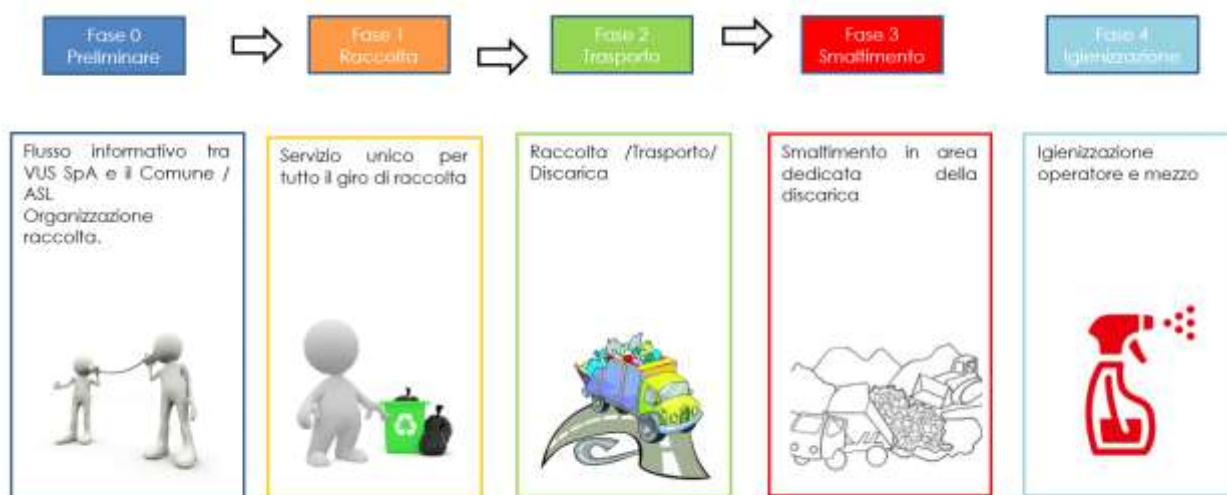 Fase 0
Preliminare
Fase 1
Raccolta
Fase 2
Trasporto
Fase 3
Smaltimento
Fase 4
Igienizzazione
Flusso informativo tra
VUS SpA e il Comune /
ASL
Organizzazione
raccolta.
Servizio unico per
tutto il giro di raccolta
Raccolta /Trasporto/
Discarica
Smaltimento in area
dedicata della
discarica
Igienizzazione
operatore e mezzo